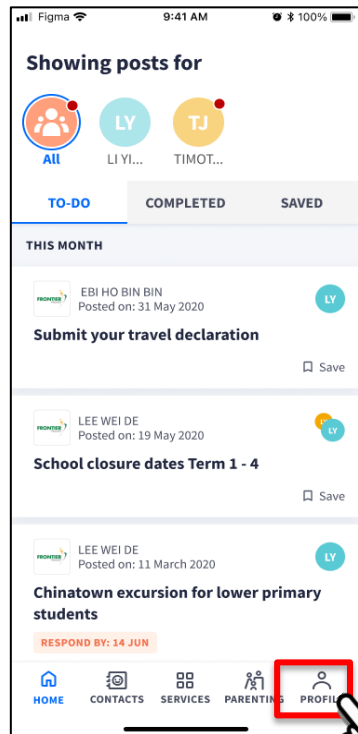 Figma 9:41 AM 100%
Showing posts for
LY TJ
All LI YI... TIMOT...
TO-DO COMPLETED SAVED
THIS MONTH
FRONTIER EBI HO BIN BIN LY
Posted on: 31 May 2020
Submit your travel declaration
Save
FRONTIER LEE WEI DE LY
Posted on: 19 May 2020
School closure dates Term 1 - 4
Save
FRONTIER LEE WEI DE LY
Posted on: 11 March 2020
Chinatown excursion for lower primary
students
RESPOND BY: 14 JUN
HOME CONTACTS SERVICES PARENTING